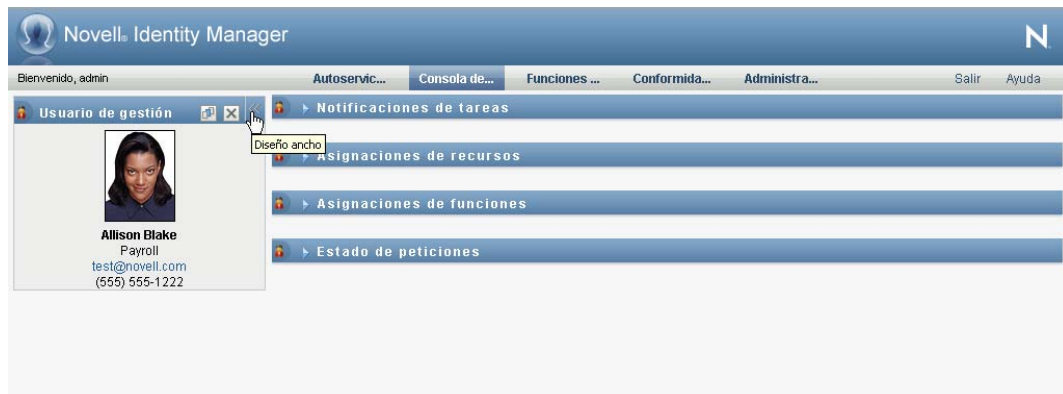 Novell® Identity Manager
N
Bienvenido, admin
Autoservic... Consola de... Funciones ... Conformida... Administra... Salir Ayuda
Usuario de gestión
Diseño ancho
Allison Blake
Payroll
test@novell.com
(555) 555-1222
Notificaciones de tareas
Asignaciones de recursos
Asignaciones de funciones
Estado de peticiones